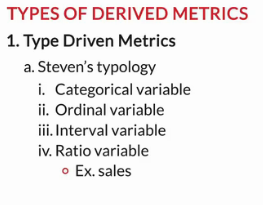 TYPES OF DERIVED METRICS
1. Type Driven Metrics
a. Steven's typology
i. Categorical variable
ii. Ordinal variable
iii. Interval variable
iv. Ratio variable
Ex. sales